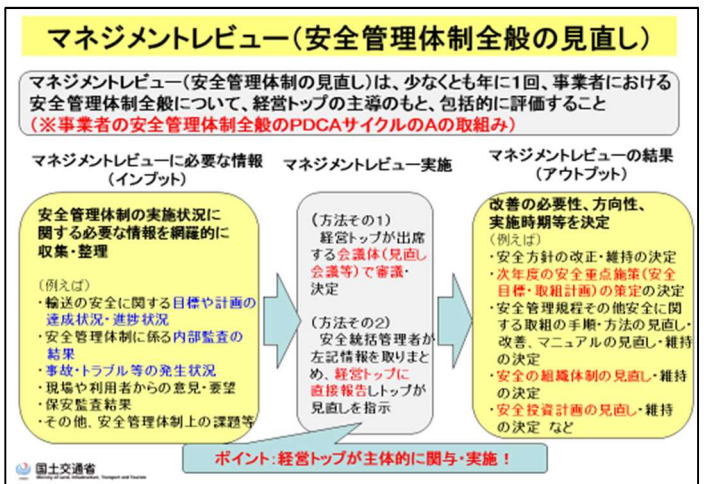 マネジメントレビュー(安全管理体制全般の見直し)
マネジメントレビュー(安全管理体制の見直し)は、少なくとも年に1回、事業者における
安全管理体制全般について、経営トップの主導のもと、包括的に評価すること
(※事業者の安全管理体制全般のPDCAサイクルのAの取組み)
マネジメントレビューに必要な情報
(インプット)
安全管理体制の実施状況に
関する必要な情報を網羅的に
収集・整理
(例えば)
・輸送の安全に関する目標や計画の
達成状況・進捗状況
・安全管理体制に係る内部監査の
結果
・事故・トラブル等の発生状況
・現場や利用者からの意見・要望
・保安監査結果
・その他、安全管理体制上の課題等
マネジメントレビュー実施
(方法その1)
経営トップが出席
する会議体(見直し
会議等)で審議・
決定
(方法その2)
安全統括管理者が
左記情報を取りまと
め、経営トップに
直接報告しトップが
見直しを指示
マネジメントレビューの結果
(アウトプット)
改善の必要性、方向性、
実施時期等を決定
(例えば)
・安全方針の改正・維持の決定
・次年度の安全重点施策(安全
目標・取組計画)の策定の決定
・安全管理規程その他安全に関
する取組の手順・方法の見直し・
改善、マニュアルの見直し・維持
の決定
・安全の組織体制の見直し・維持
の決定
・安全投資計画の見直し・維持
の決定 など
ポイント:経営トップが主体的に関与・実施!
国土交通省
Ministry of Land, Infrastructure, Transport and Tourism